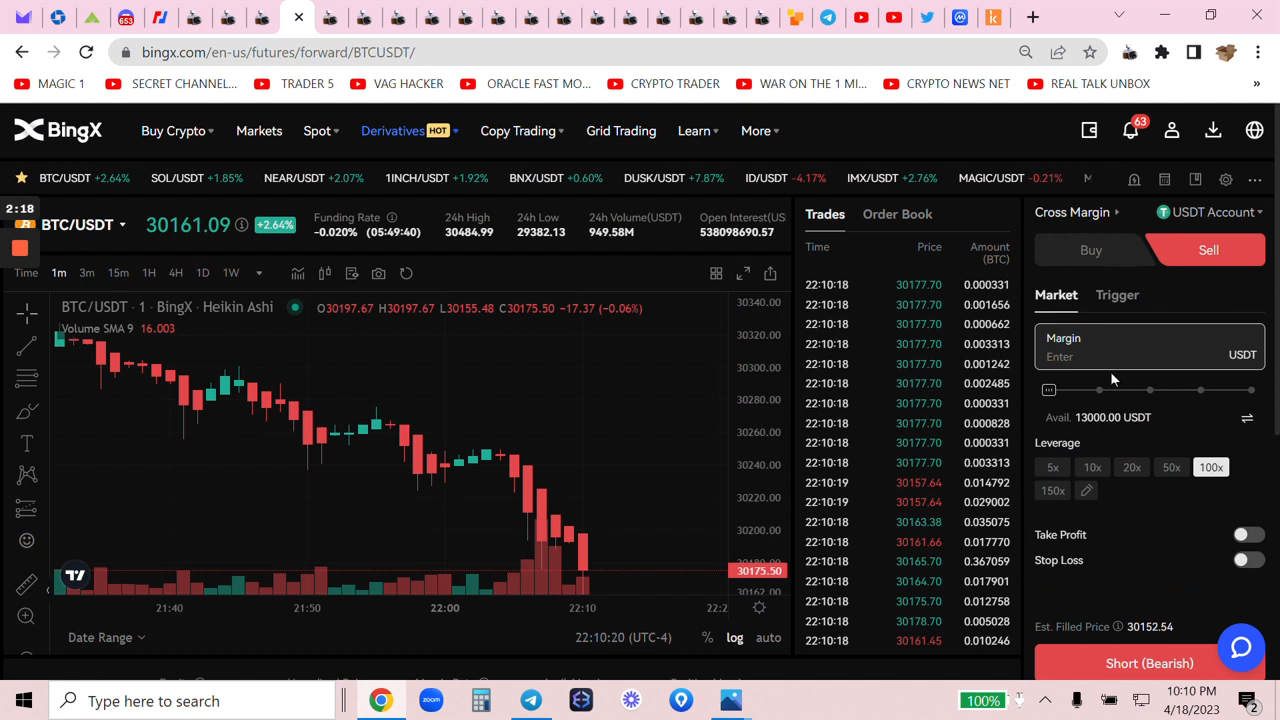 653
bingx.com/en-us/futures/forward/BTCUSDT/
MAGIC 1
SECRET CHANNEL...
TRADER 5
VAG HACKER
ORACLE FAST MO...
CRYPTO TRADER
WAR ON THE 1 MI...
CRYPTO NEWS NET
REAL TALK UNBOX
»
BingX
Buy Crypto
Markets
Spot
Derivatives HOT
Copy Trading
Grid Trading
Learn
More
63
BTC/USDT +2.64%
SOL/USDT +1.85%
NEAR/USDT +2.07%
1INCH/USDT +1.92%
BNX/USDT +0.60%
DUSK/USDT +7.87%
ID/USDT -4.17%
IMX/USDT +2.76%
MAGIC/USDT -0.21%
2:18
BTC/USDT
30161.09
+2.64%
Funding Rate
-0.020% (05:49:40)
24h High
30484.99
24h Low
29382.13
24h Volume(USDT)
949.58M
Open Interest(US
538098690.57
Time 1m 3m 15m 1H 4H 1D 1W
BTC/USDT · 1 · BingX · Heikin Ashi
O30197.67 H30197.67 L30155.48 C30175.50 −17.37 (−0.06%)
Volume SMA 9 16.003
30340.00
30320.00
30300.00
30280.00
30260.00
30240.00
30220.00
30200.00
30175.50
21:40 21:50 22:00 22:10 22:2
Date Range
22:10:20 (UTC-4)
% log auto
Trades Order Book
Time Price Amount
(BTC)
22:10:18 30177.70 0.000331
22:10:18 30177.70 0.001656
22:10:18 30177.70 0.000662
22:10:18 30177.70 0.003313
22:10:18 30177.70 0.001242
22:10:18 30177.70 0.002485
22:10:18 30177.70 0.000331
22:10:18 30177.70 0.000828
22:10:18 30177.70 0.000331
22:10:18 30177.70 0.003313
22:10:19 30157.64 0.014792
22:10:19 30157.64 0.029002
22:10:18 30163.38 0.035075
22:10:18 30161.66 0.017770
22:10:18 30165.70 0.367059
22:10:18 30164.70 0.017901
22:10:18 30175.70 0.012758
22:10:18 30178.70 0.005028
22:10:18 30161.45 0.010246
Cross Margin
USDT Account
Buy
Sell
Market Trigger
Margin
Enter
USDT
Avail. 13000.00 USDT
Leverage
5x 10x 20x 50x 100x
150x
Take Profit
Stop Loss
Est. Filled Price 30152.54
Short (Bearish)
Type here to search
zoom
100%
10:10 PM
4/18/2023
2